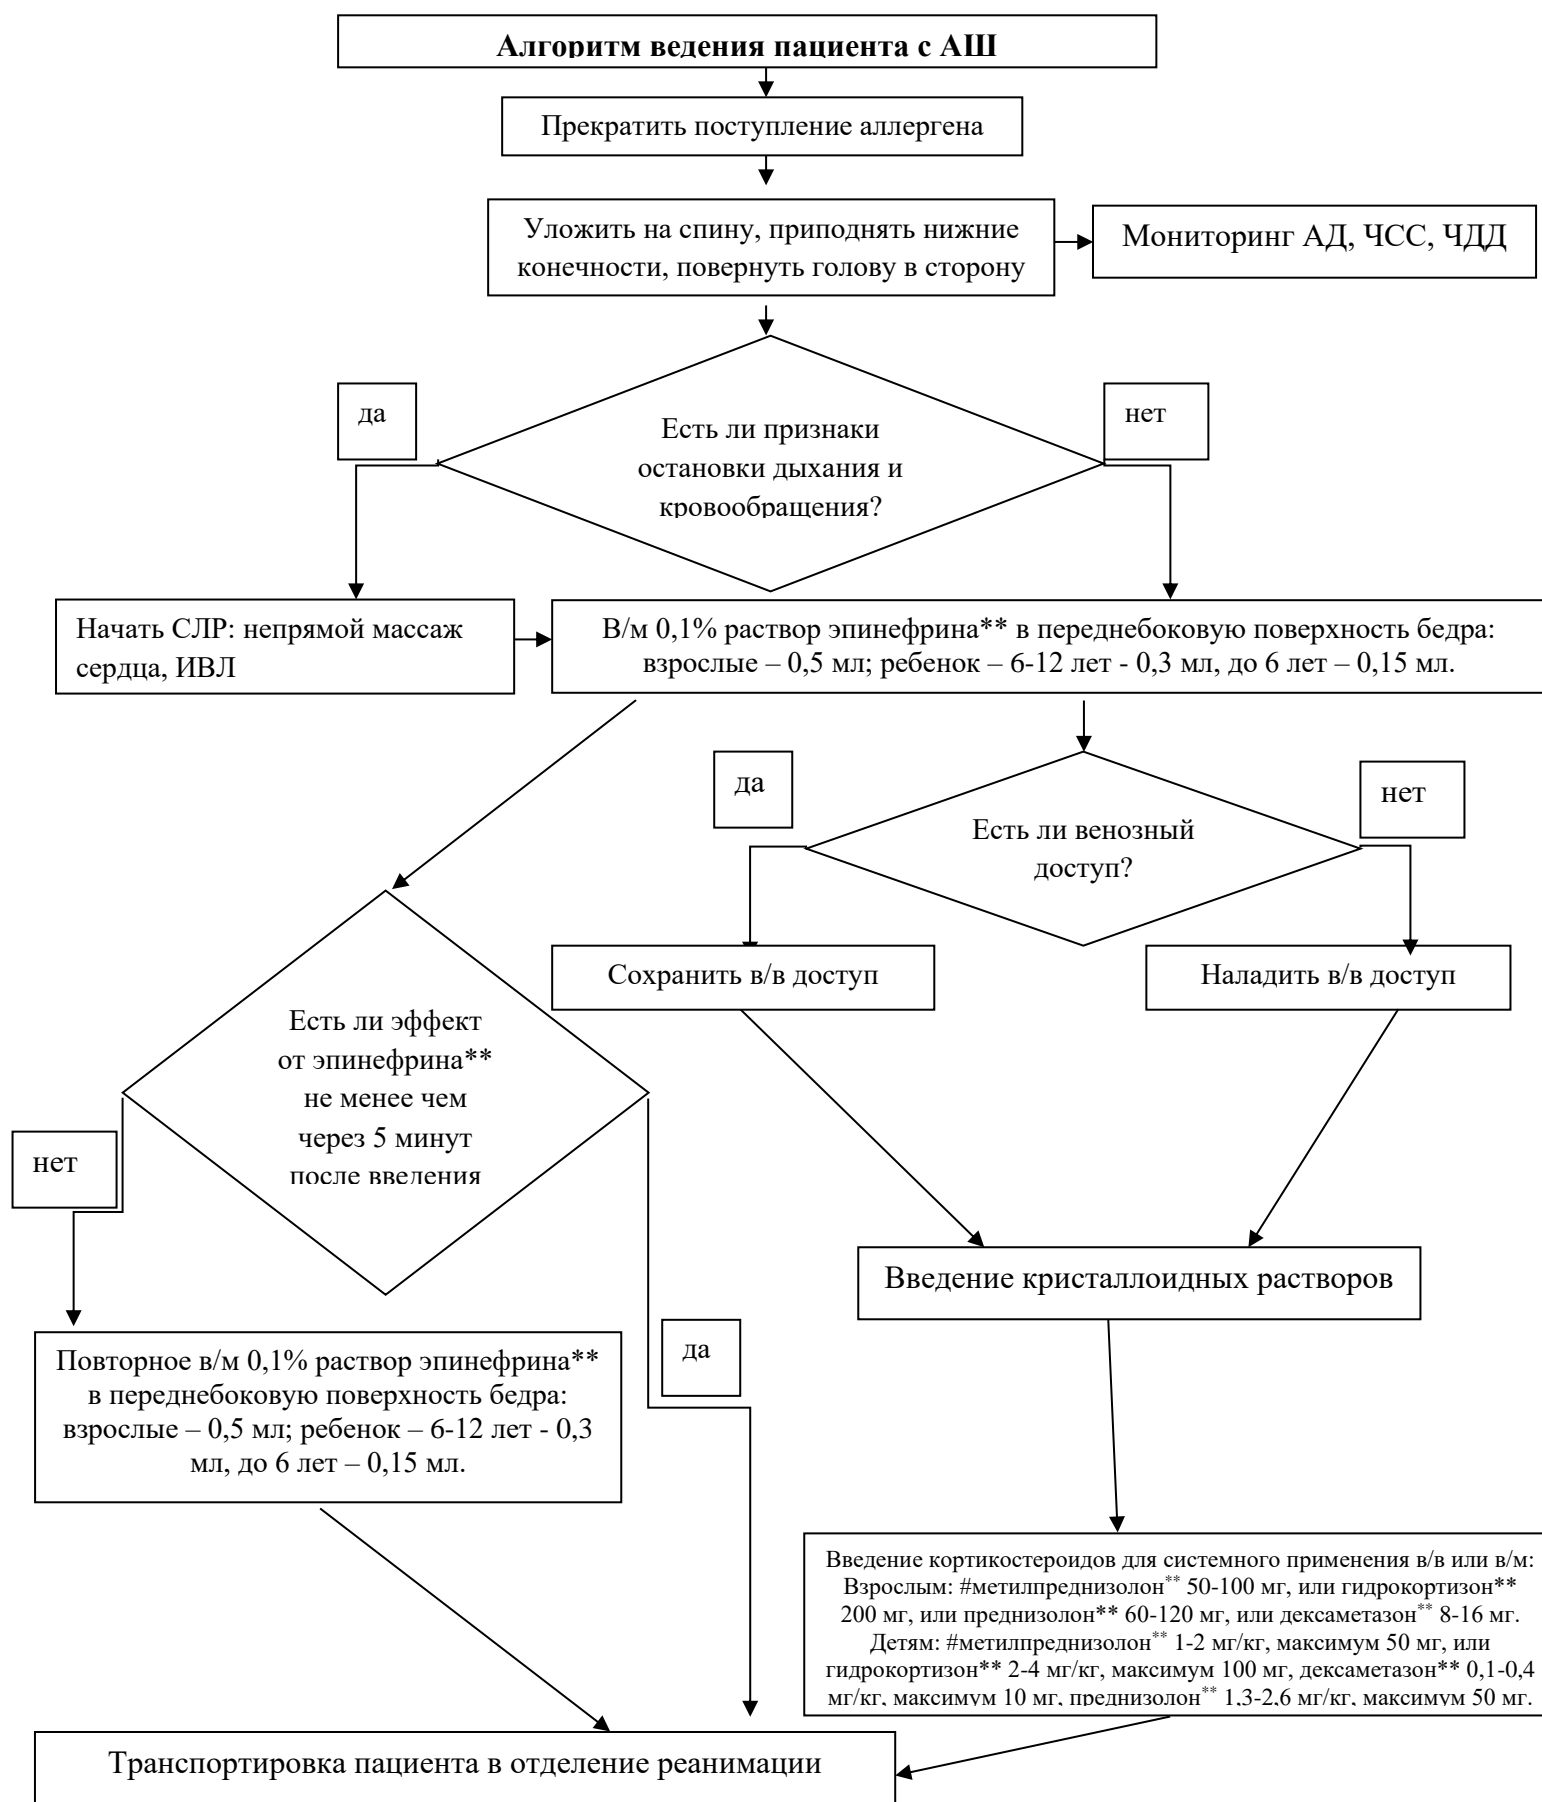 Алгоритм ведения пациента с АШ
Прекратить поступление аллергена
Уложить на спину, приподнять нижние
конечности, повернуть голову в сторону
Мониторинг АД, ЧСС, ЧДД
да
нет
Есть ли признаки
остановки дыхания и
кровообращения?
Начать СЛР: непрямой массаж
сердца, ИВЛ
В/м 0,1% раствор эпинефрина** в переднебоковую поверхность бедра:
взрослые – 0,5 мл; ребенок – 6-12 лет - 0,3 мл, до 6 лет – 0,15 мл.
да
нет
Есть ли венозный
доступ?
Сохранить в/в доступ
Наладить в/в доступ
Есть ли эффект
от эпинефрина**
не менее чем
через 5 минут
после введения
нет
Введение кристаллоидных растворов
да
Повторное в/м 0,1% раствор эпинефрина**
в переднебоковую поверхность бедра:
взрослые – 0,5 мл; ребенок – 6-12 лет - 0,3
мл, до 6 лет – 0,15 мл.
Введение кортикостероидов для системного применения в/в или в/м:
Взрослым: #метилпреднизолон** 50-100 мг, или гидрокортизон**
200 мг, или преднизолон** 60-120 мг, или дексаметазон** 8-16 мг.
Детям: #метилпреднизолон** 1-2 мг/кг, максимум 50 мг, или
гидрокортизон** 2-4 мг/кг, максимум 100 мг, дексаметазон** 0,1-0,4
мг/кг, максимум 10 мг, преднизолон** 1,3-2,6 мг/кг, максимум 50 мг.
Транспортировка пациента в отделение реанимации